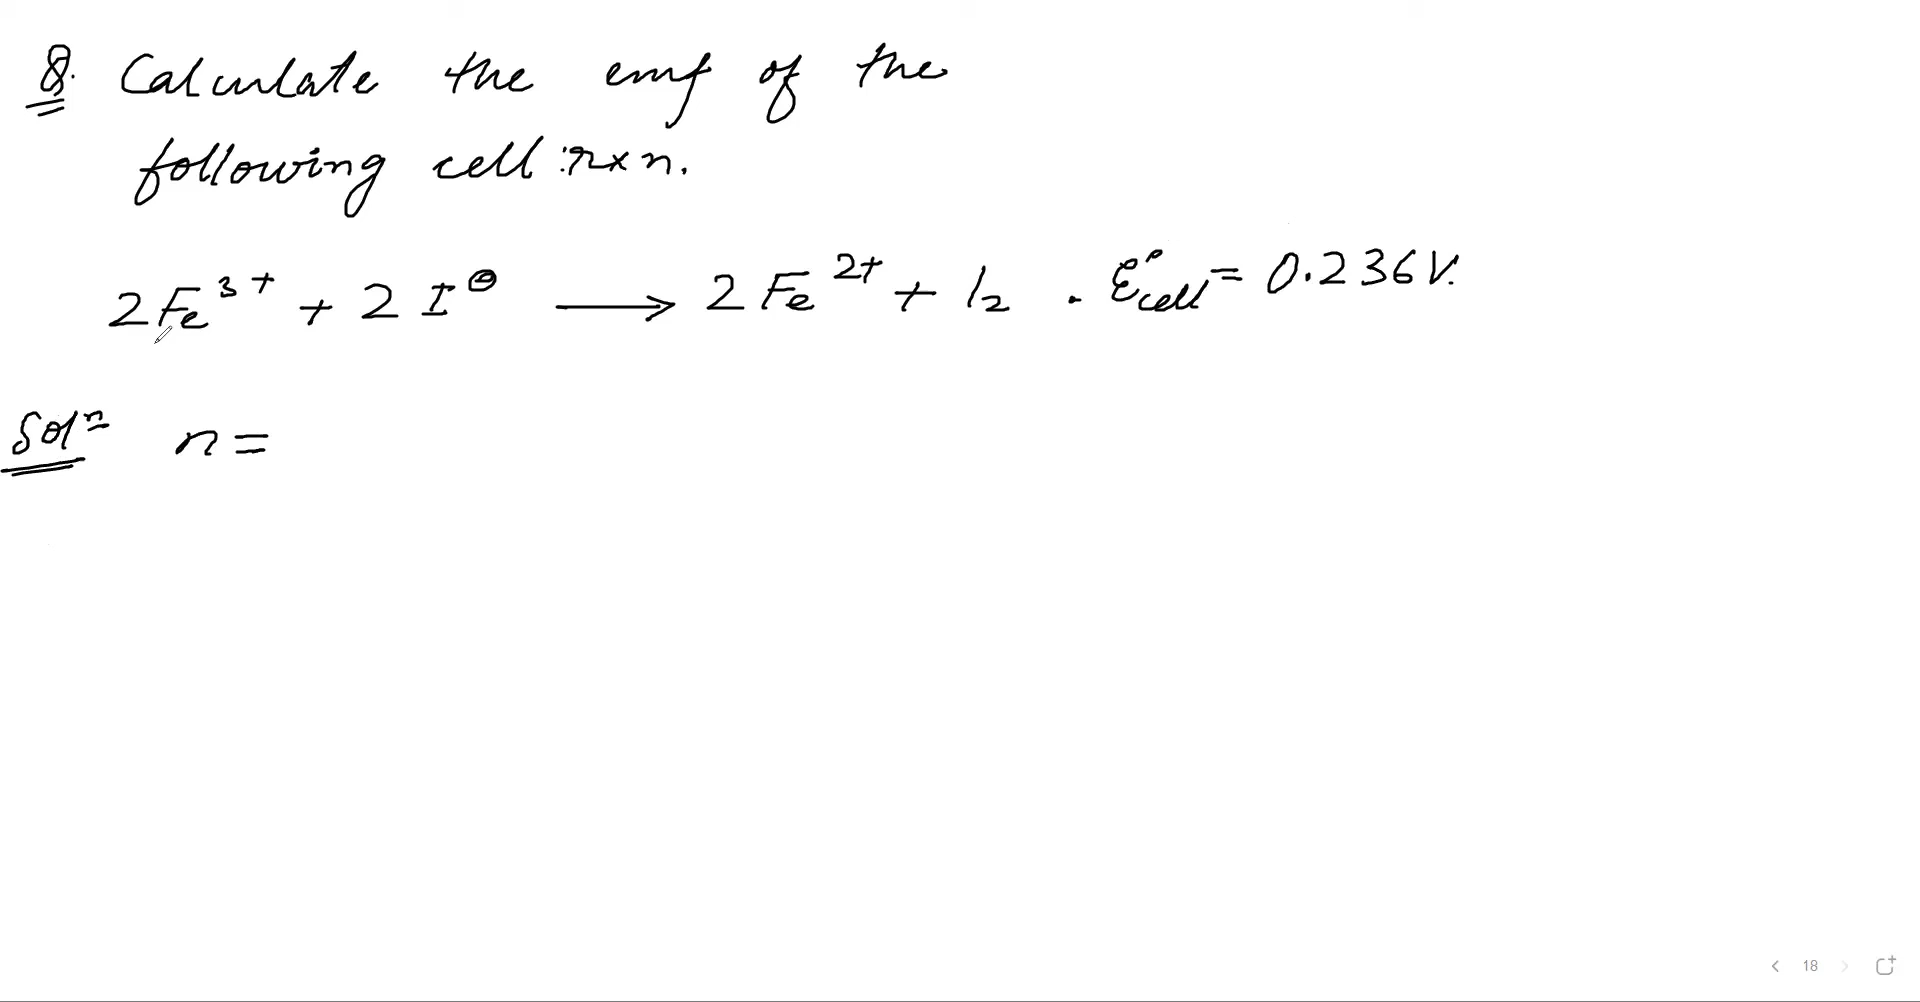 Q. Calculate the emf of the
following cell rxn.
2Fe³⁺ + 2I⊖ ⟶ 2Fe²⁺ + I₂ . E°cell = 0.236V.
Solⁿ n =
18